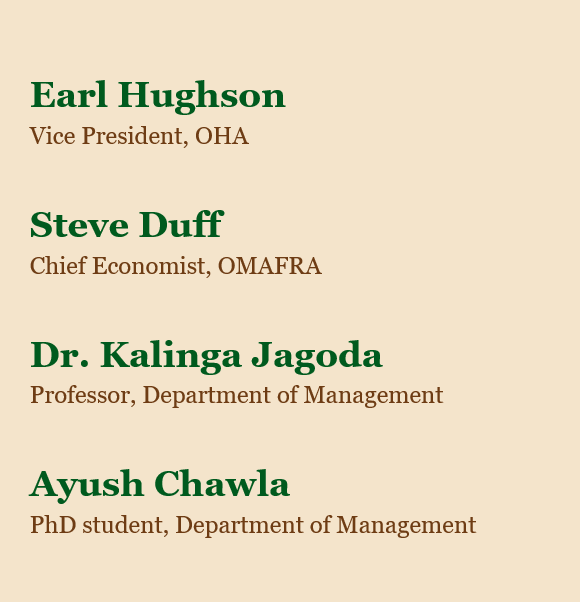 Earl Hughson
Vice President, OHA
Steve Duff
Chief Economist, OMAFRA
Dr. Kalinga Jagoda
Professor, Department of Management
Ayush Chawla
PhD student, Department of Management